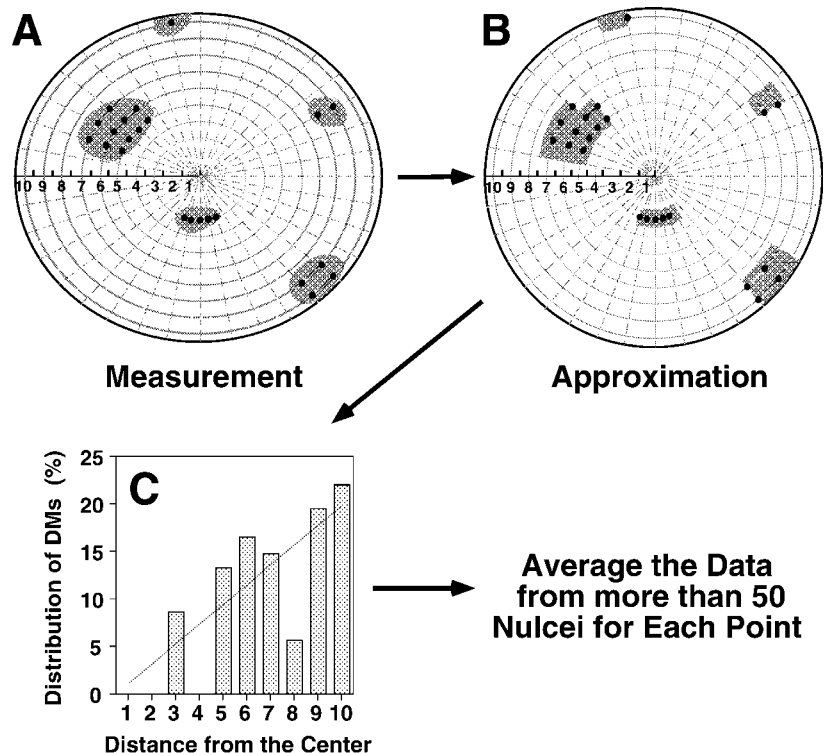 A
B
10 9 8 7 6 5 4 3 2 1
10 9 8 7 6 5 4 3 2 1
Measurement
Approximation
C
Distribution of DMs (%)
25
20
15
10
5
0
1 2 3 4 5 6 7 8 9 10
Distance from the Center
Average the Data
from more than 50
Nulcei for Each Point